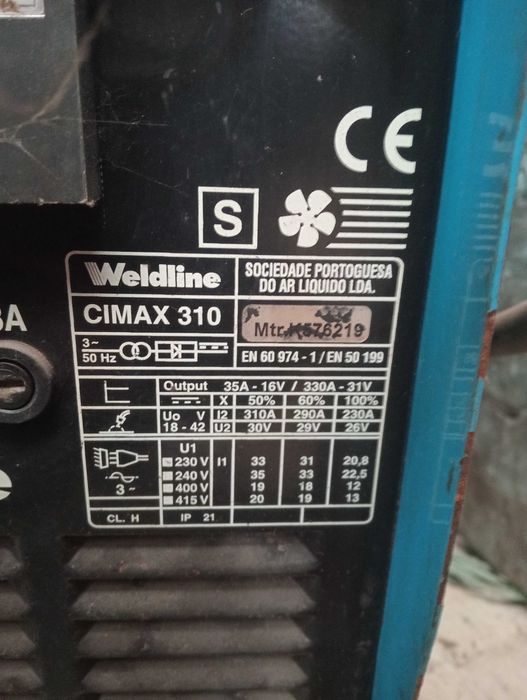 CE
S
Weldline
SOCIEDADE PORTOGUESA
DO AR LIQUIDO LDA.
CIMAX 310
3~
50 Hz
EN 60 974 - 1 / EN 50 199
Output 35A - 16V / 330A - 31V
X 50% 60% 100%
Uo V I2 310A 290A 230A
18 - 42 U2 30V 29V 26V
U1
230 V I1 33 31 20,8
240 V 35 33 22,5
3~ 400 V 19 18 12
415 V 20 19 13
CL. H IP 21